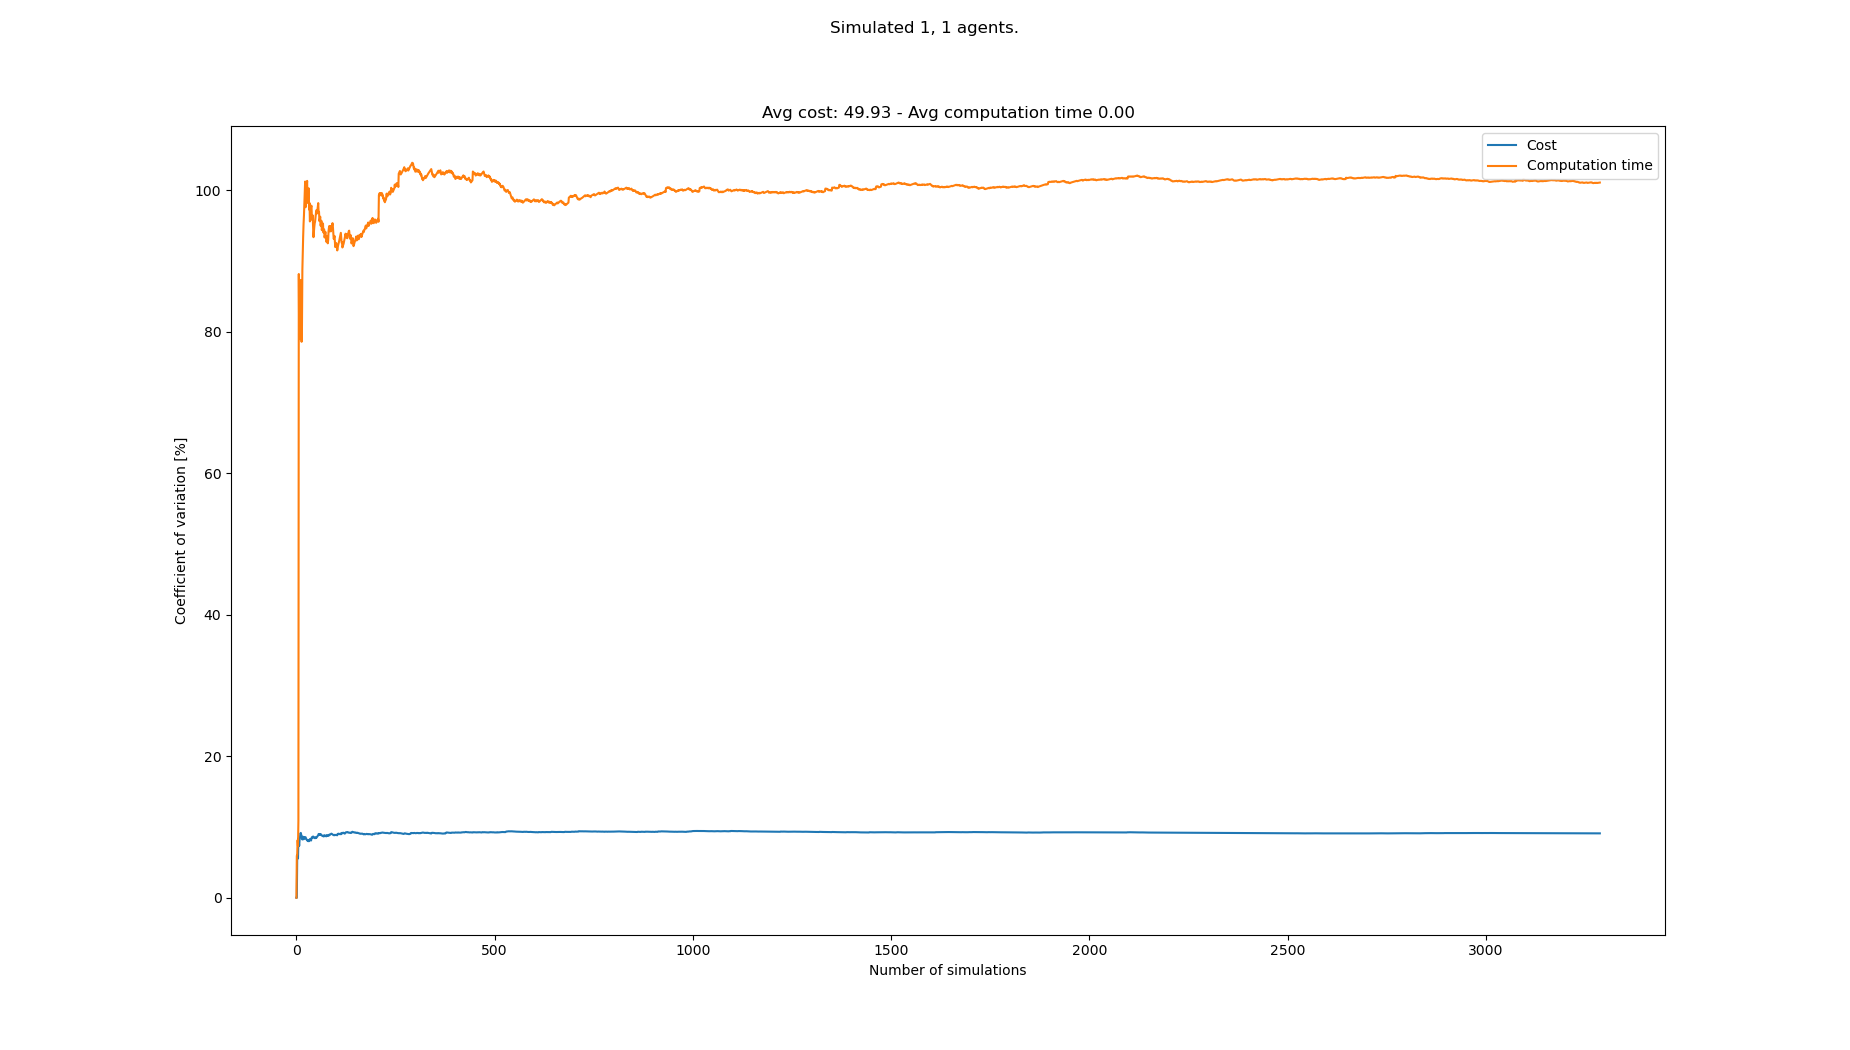 Simulated 1, 1 agents.
Avg cost: 49.93 - Avg computation time 0.00
Cost
Computation time
Coefficient of variation [%]
100
80
60
40
20
0
0 500 1000 1500 2000 2500 3000
Number of simulations